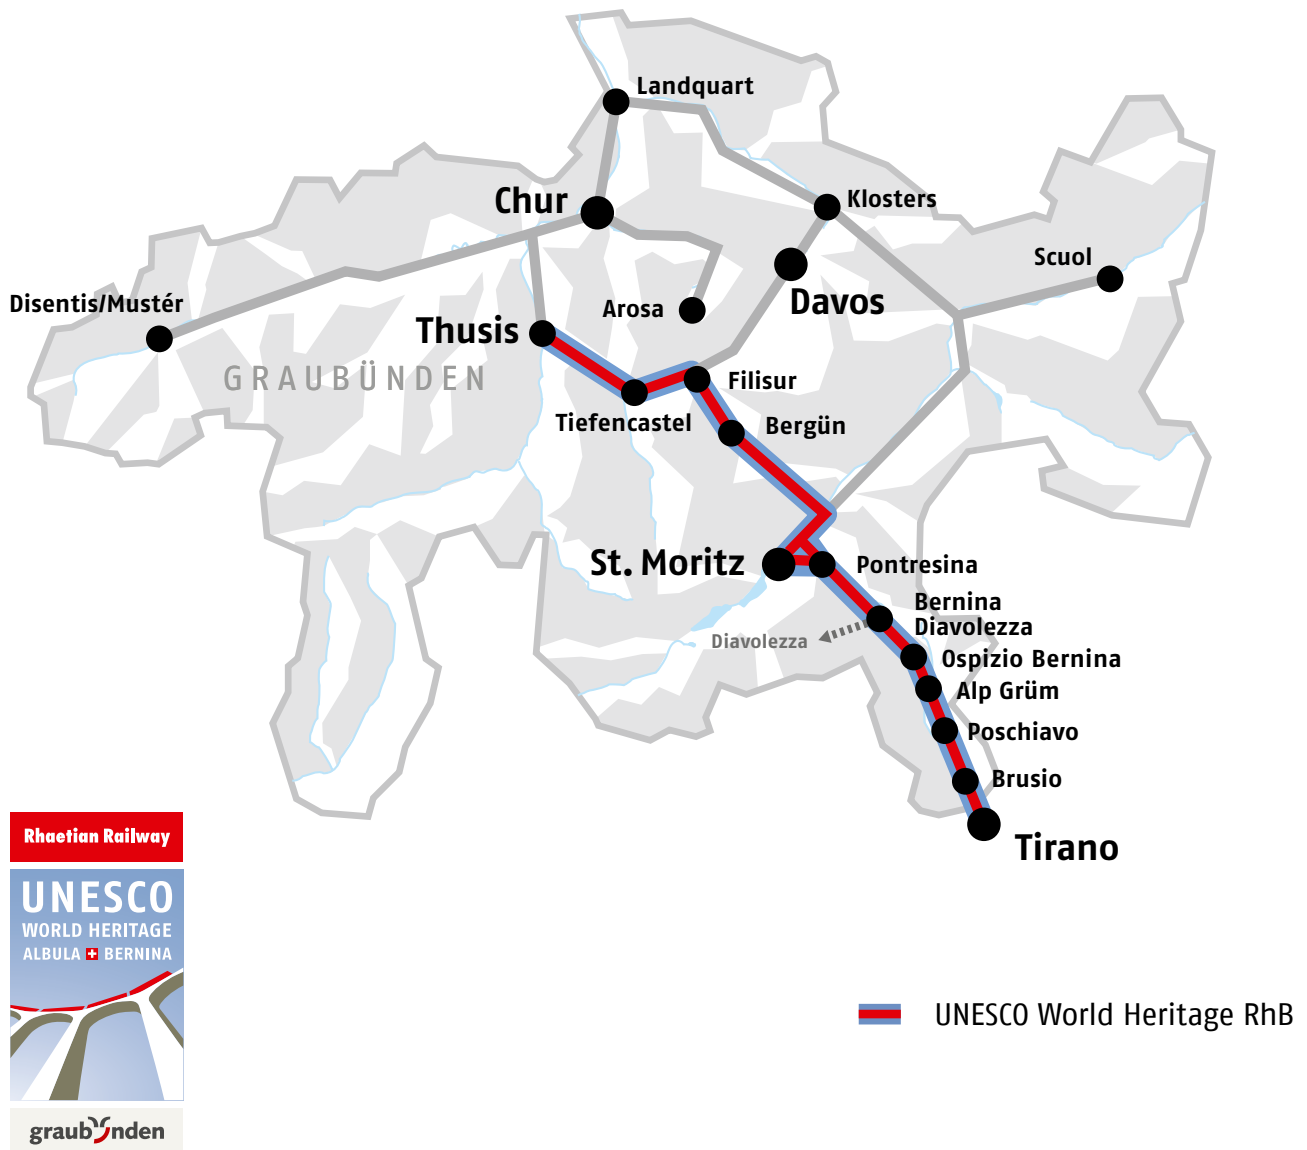 Landquart
Chur
Klosters
Scuol
Davos
Disentis/Mustér
Arosa
Thusis
GRAUBÜNDEN
Filisur
Tiefencastel
Bergün
St. Moritz
Pontresina
Bernina
Diavolezza
Diavolezza
Ospizio Bernina
Alp Grüm
Poschiavo
Brusio
Tirano
Rhaetian Railway
UNESCO
WORLD HERITAGE
ALBULA BERNINA
graubünden
UNESCO World Heritage RhB